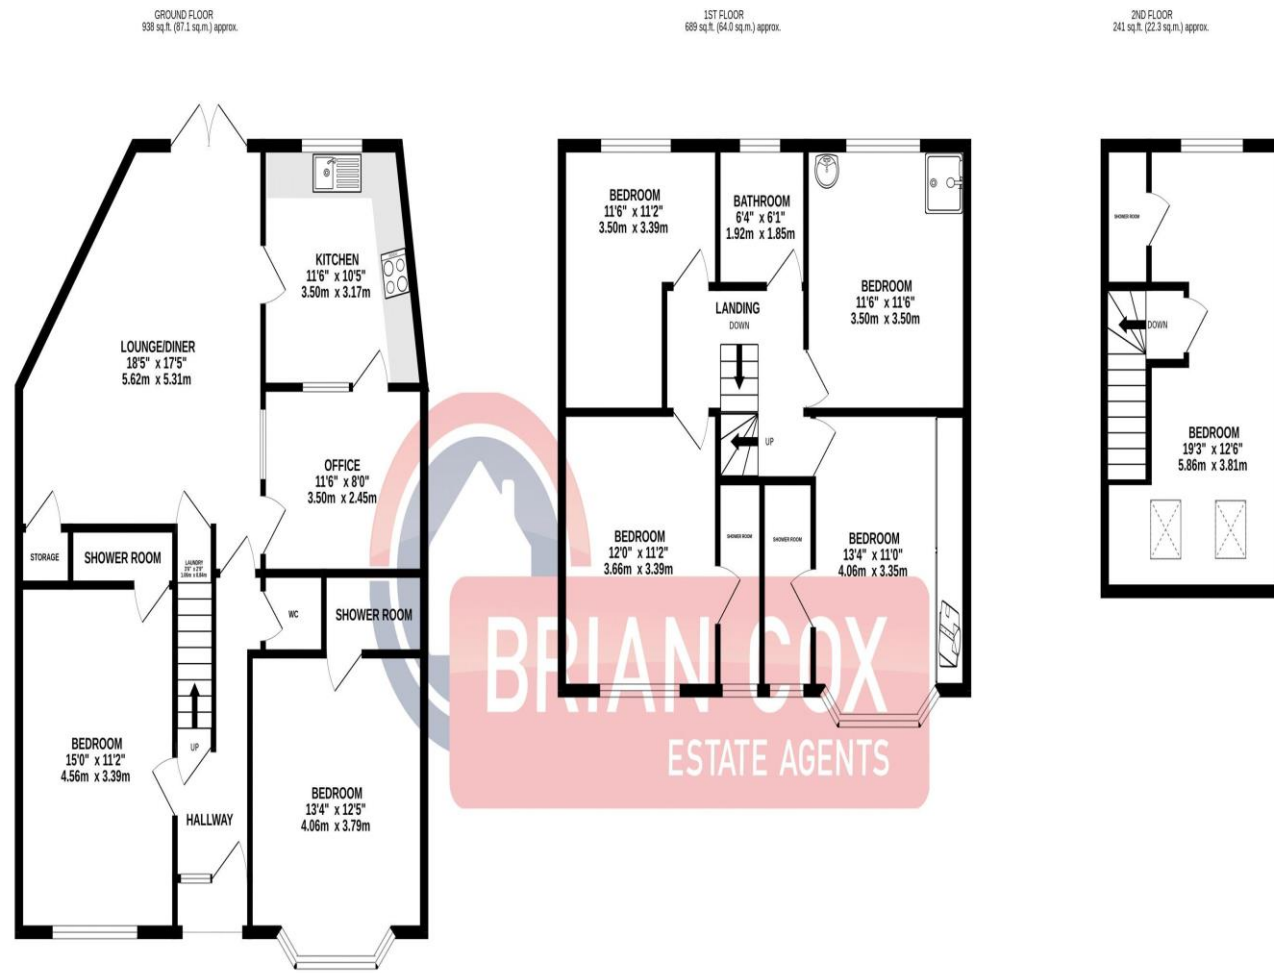 GROUND FLOOR
938 sq.ft. (87.1 sq.m.) approx.
LOUNGE/DINER
18'5" x 17'5"
5.62m x 5.31m
KITCHEN
11'6" x 10'5"
3.50m x 3.17m
OFFICE
11'6" x 8'0"
3.50m x 2.45m
STORAGE
SHOWER ROOM
LAUNDRY
WC
SHOWER ROOM
UP
BEDROOM
15'0" x 11'2"
4.56m x 3.39m
HALLWAY
BEDROOM
13'4" x 12'5"
4.06m x 3.79m
1ST FLOOR
689 sq.ft. (64.0 sq.m.) approx.
BEDROOM
11'6" x 11'2"
3.50m x 3.39m
BATHROOM
6'4" x 6'1"
1.92m x 1.85m
BEDROOM
11'6" x 11'6"
3.50m x 3.50m
LANDING
DOWN
UP
BEDROOM
12'0" x 11'2"
3.66m x 3.39m
SHOWER ROOM
SHOWER ROOM
BEDROOM
13'4" x 11'0"
4.06m x 3.35m
2ND FLOOR
241 sq.ft. (22.3 sq.m.) approx.
SHOWER ROOM
DOWN
BEDROOM
19'3" x 12'6"
5.86m x 3.81m
BRIAN COX
ESTATE AGENTS